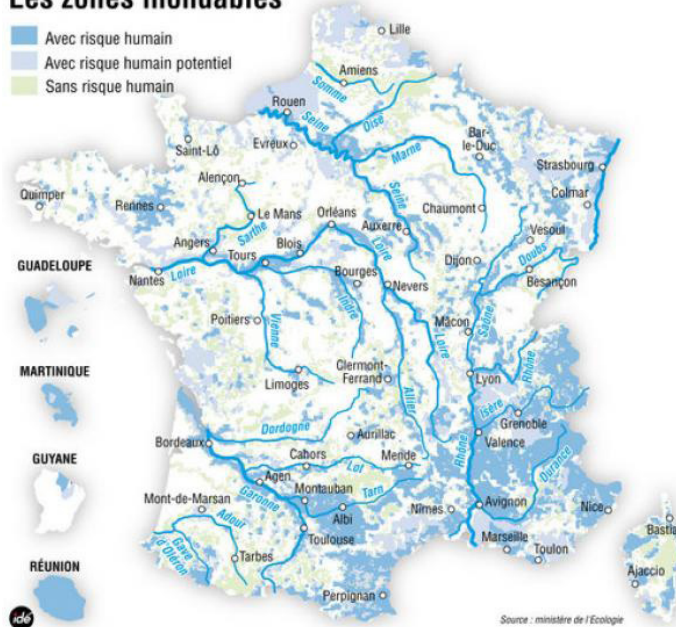 Les zones inondables
Avec risque humain
Avec risque humain potentiel
Sans risque humain
Lille
Amiens
Somme
Rouen
Seine
Oise
Saint-Lô
Evreux
Marne
Bar-
le-Duc
Strasbourg
Alençon
Seine
Colmar
Quimper
Rennes
Le Mans
Orléans
Chaumont
Auxerre
Vesoul
Sarthe
Angers
Blois
Loire
Dijon
Doubs
Tours
Bourges
Besançon
GUADELOUPE
Nantes
Loire
Indre
Nevers
Saône
Mâcon
Poitiers
Vienne
Loire
Rhône
MARTINIQUE
Limoges
Clermont-
Ferrand
Allier
Lyon
Isère
Grenoble
Dordogne
Aurillac
Valence
Bordeaux
Rhône
Durance
GUYANE
Cahors
Lot
Mende
Agen
Garonne
Montauban
Tarn
Mont-de-Marsan
Albi
Nîmes
Avignon
Nice
Adour
Toulouse
Marseille
Toulon
Bastia
Gave
d'Oléron
Tarbes
RÉUNION
Ajaccio
Perpignan
idé
Source : ministère de l'Ecologie